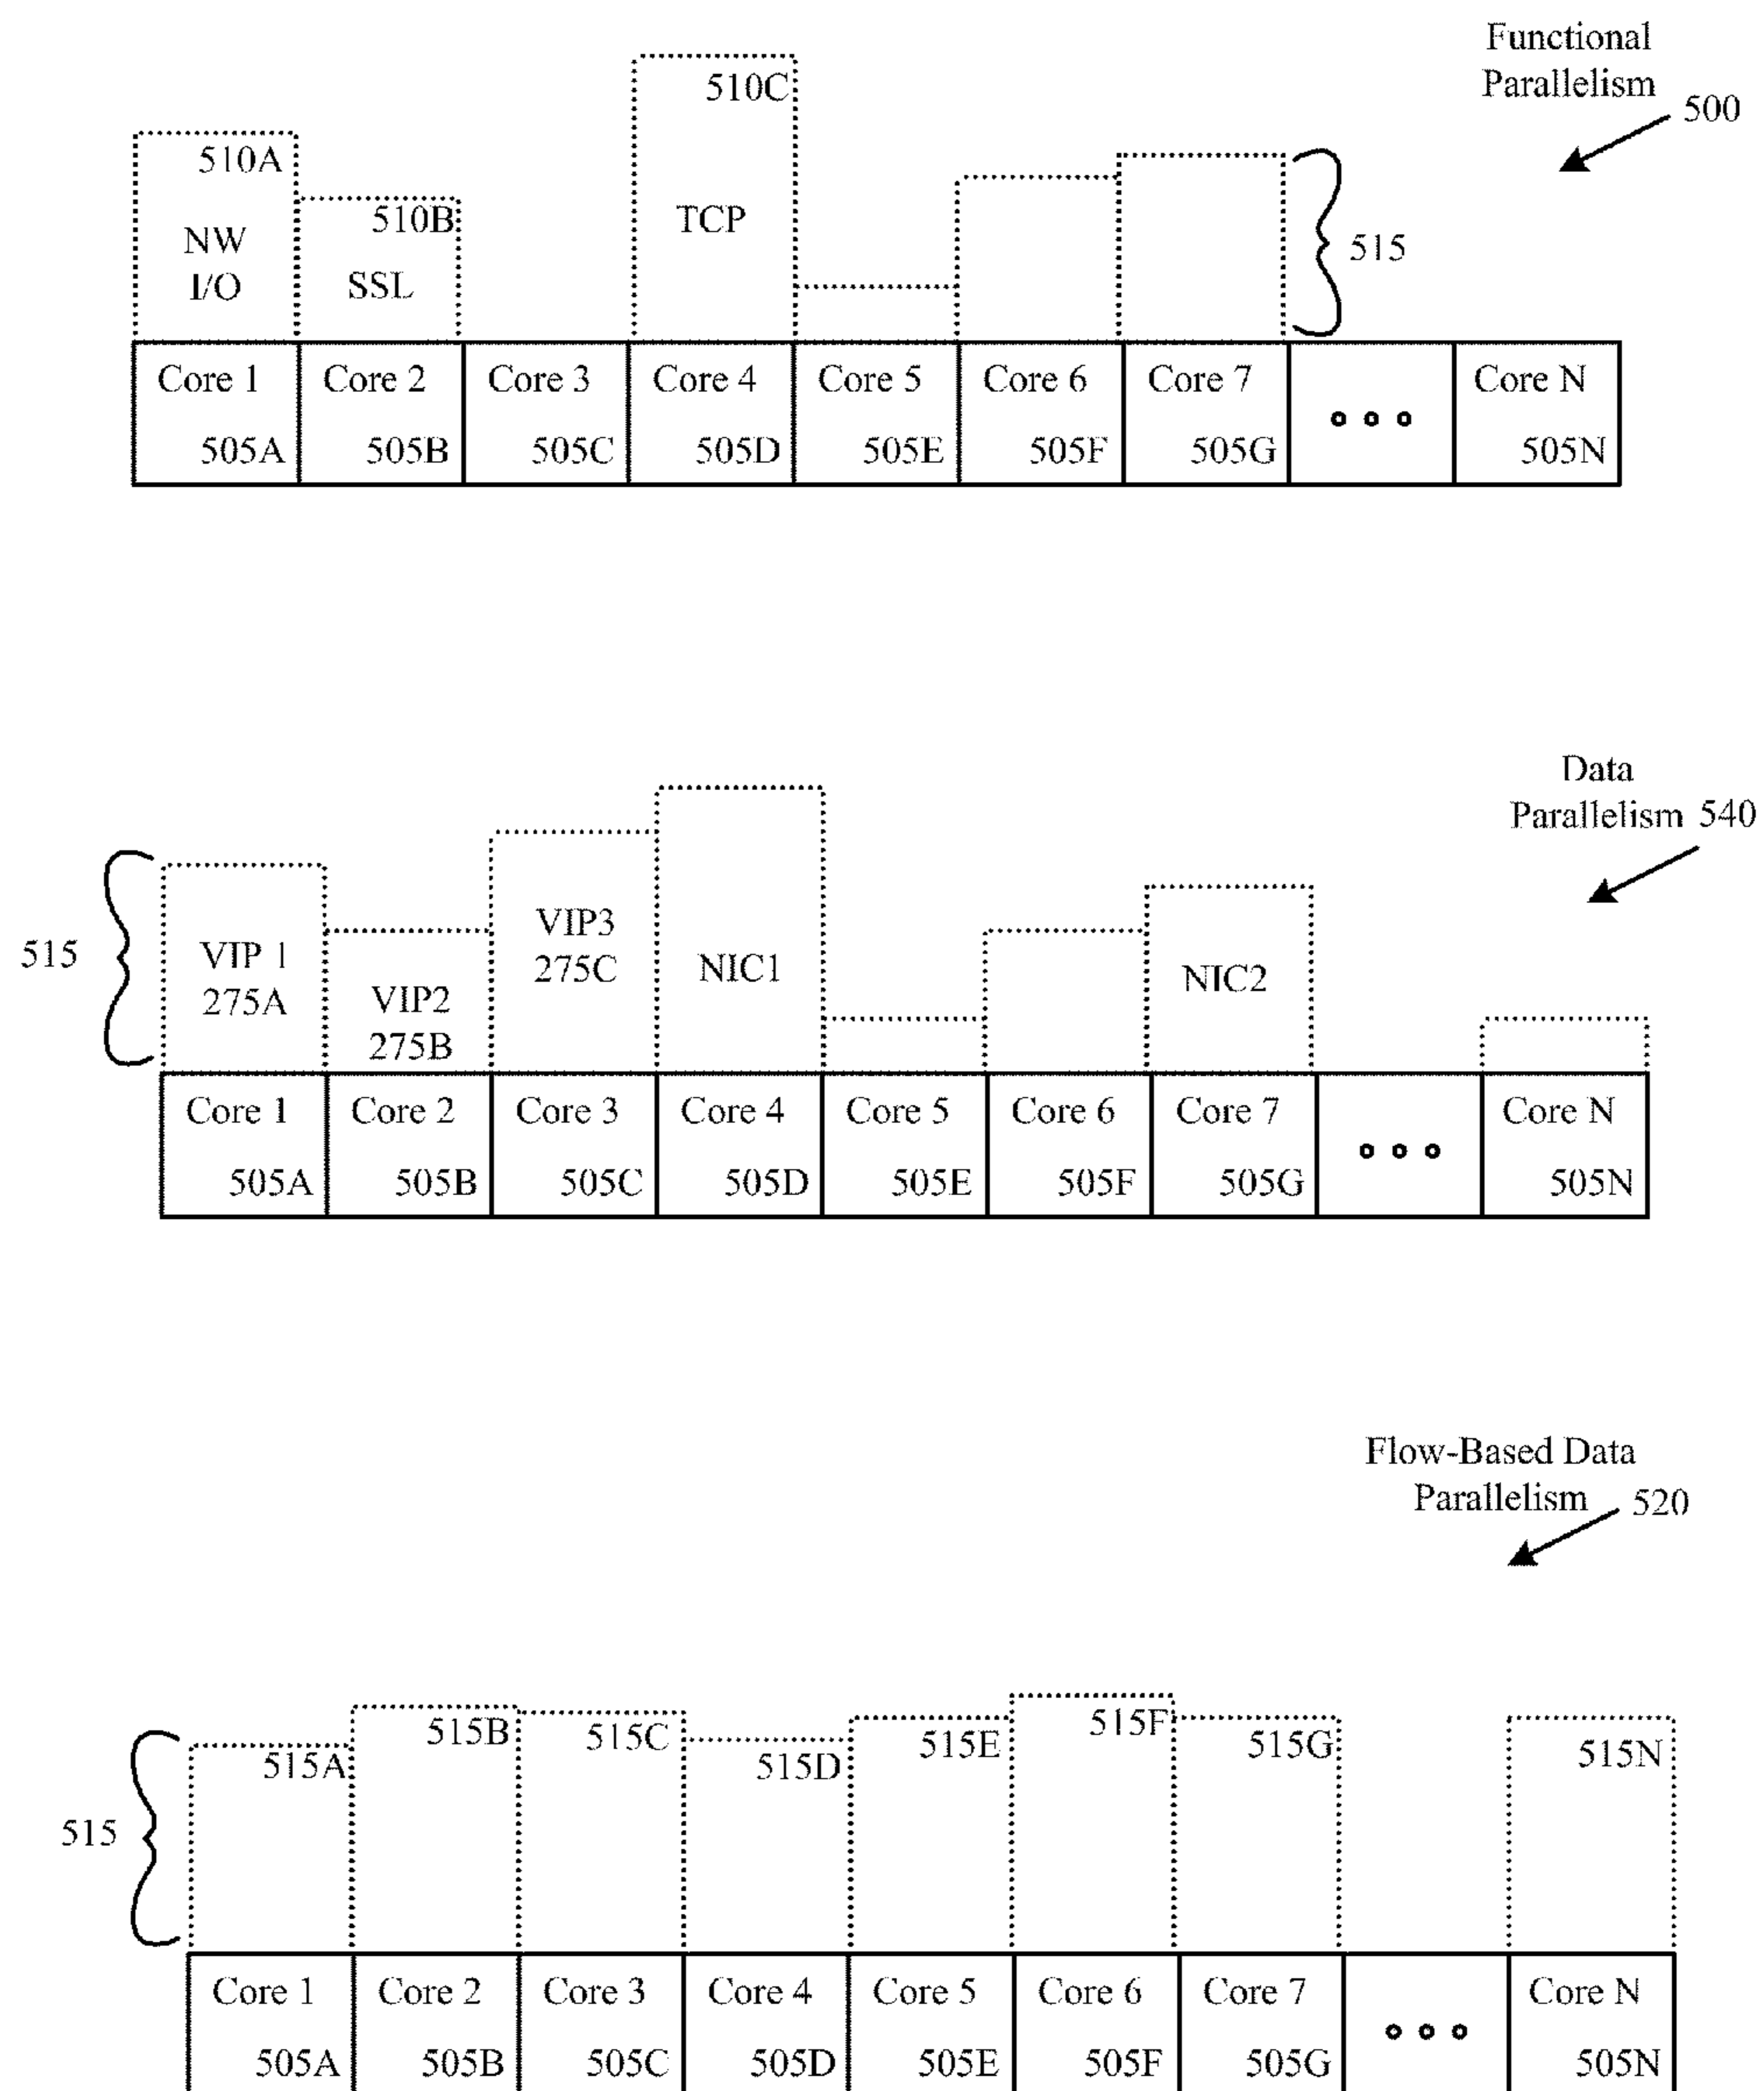 Functional
Parallelism
500
510A
NW
I/O
510B
SSL
510C
TCP
515
Core 1 Core 2 Core 3 Core 4 Core 5 Core 6 Core 7 Core N
505A 505B 505C 505D 505E 505F 505G 505N
Data
Parallelism 540
515
VIP 1
275A
VIP2
275B
VIP3
275C
NIC1
NIC2
Core 1 Core 2 Core 3 Core 4 Core 5 Core 6 Core 7 Core N
505A 505B 505C 505D 505E 505F 505G 505N
Flow-Based Data
Parallelism 520
515
515A 515B 515C 515D 515E 515F 515G 515N
Core 1 Core 2 Core 3 Core 4 Core 5 Core 6 Core 7 Core N
505A 505B 505C 505D 505E 505F 505G 505N